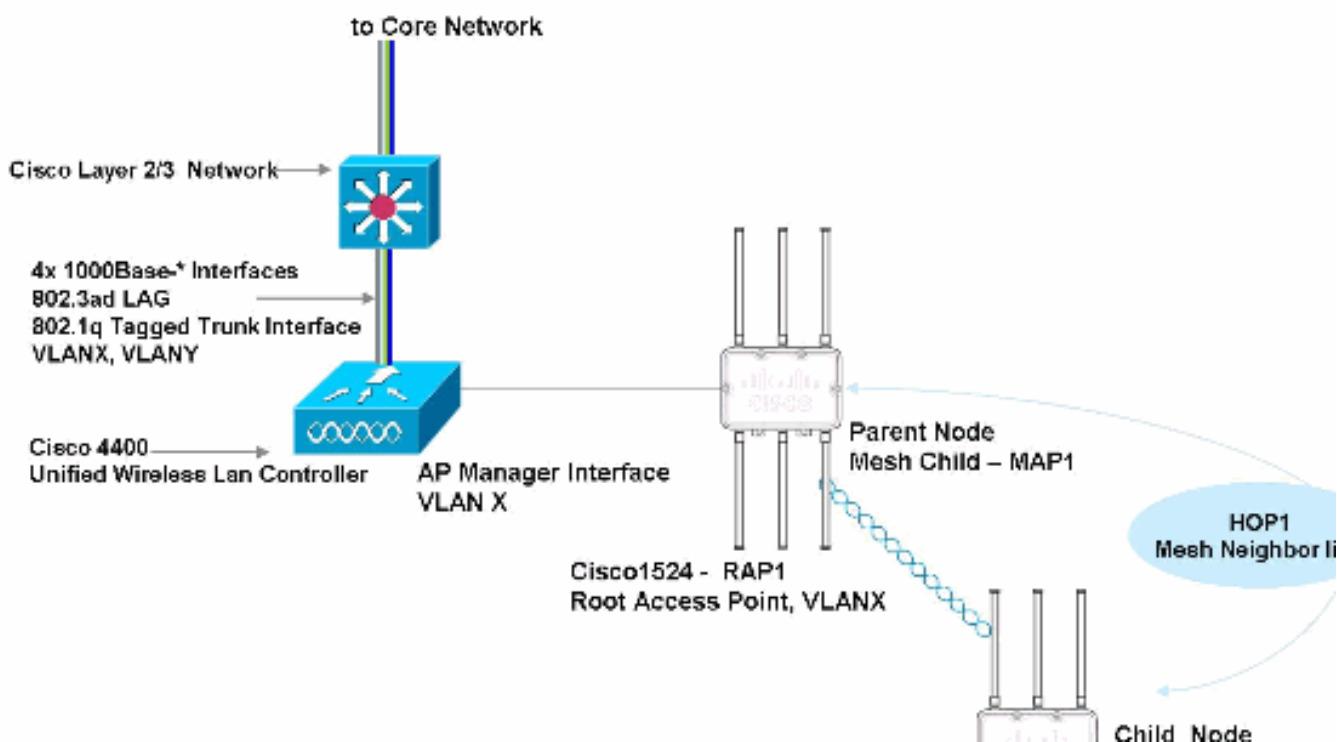 to Core Network
Cisco Layer 2/3 Network
4x 1000Base-* Interfaces
802.3ad LAG
802.1q Tagged Trunk Interface
VLANX, VLANY
Cisco 4400
Unified Wireless Lan Controller
AP Manager Interface
VLAN X
CISCO
Parent Node
Mesh Child – MAP1
HOP1
Mesh Neighbor
Cisco1524 - RAP1
Root Access Point, VLANX
Child Node